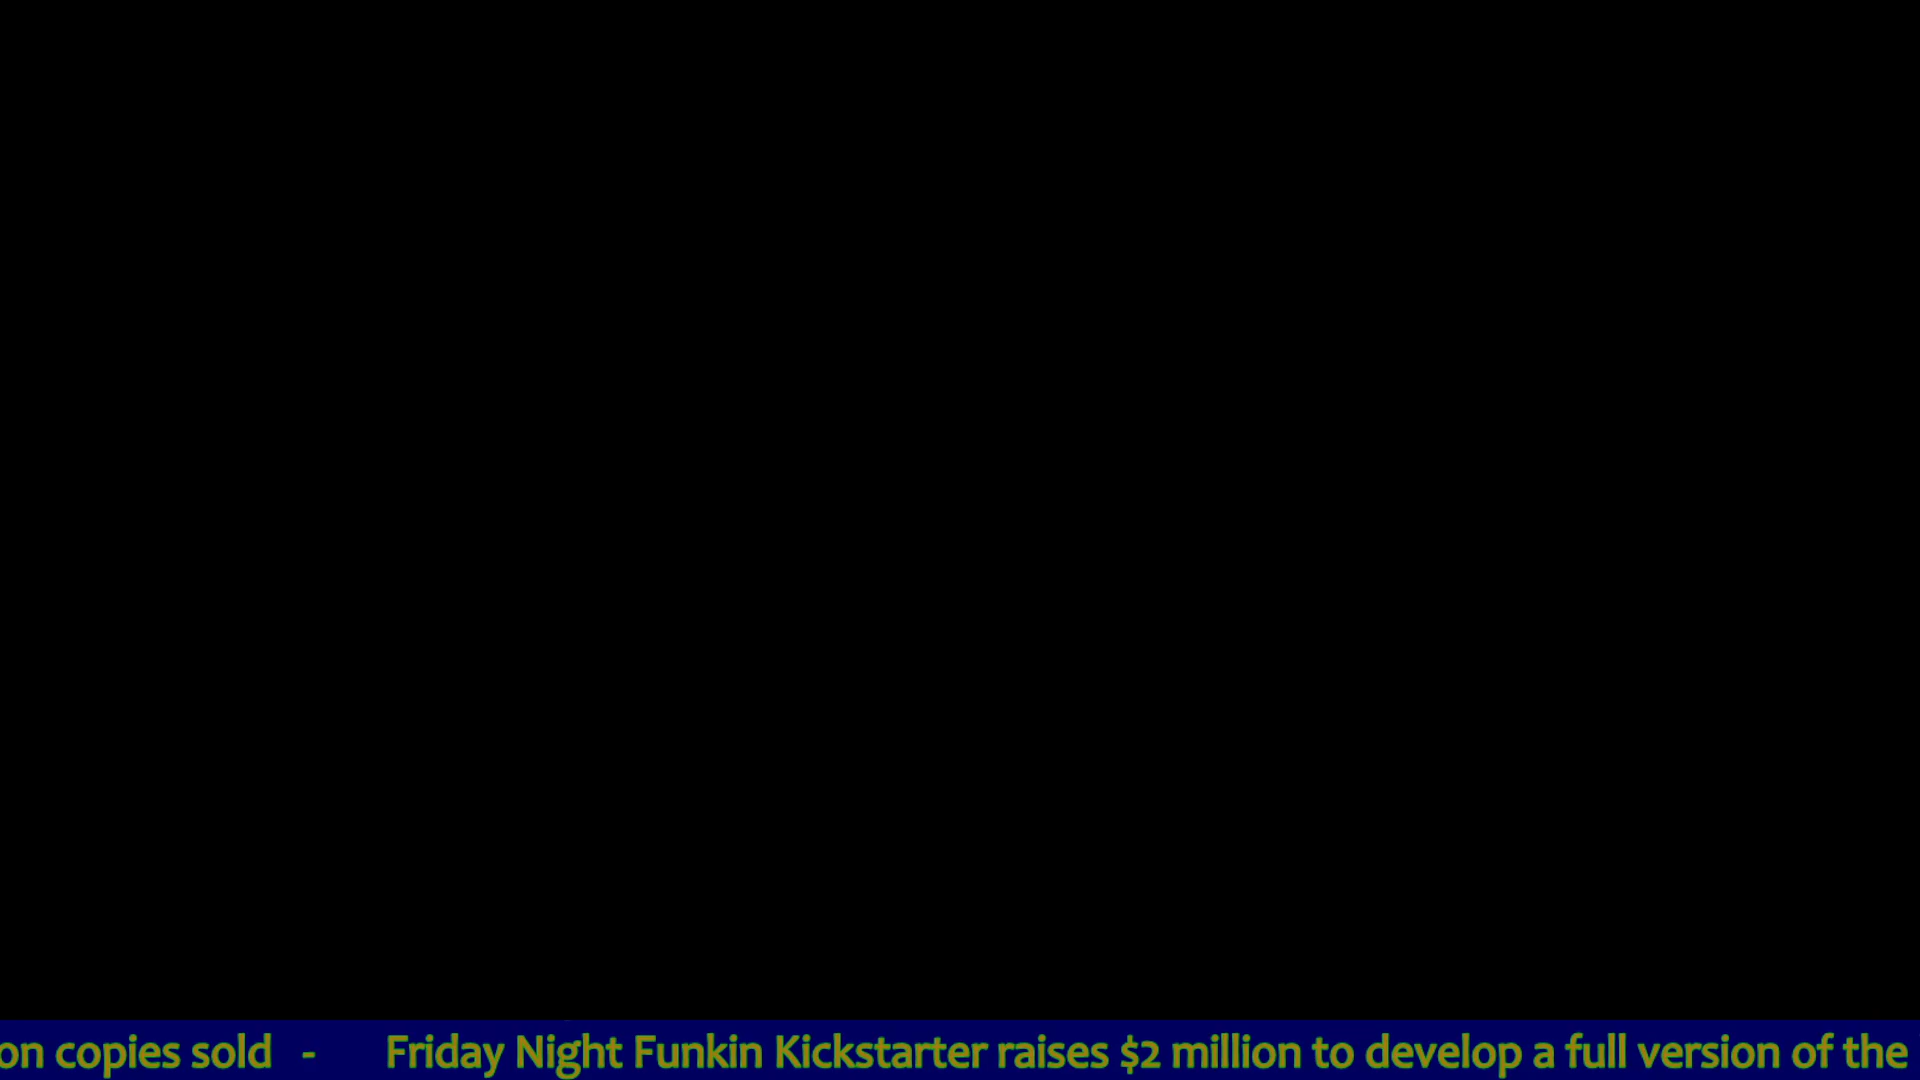 on copies sold - Friday Night Funkin Kickstarter raises $2 million to develop a full version of the